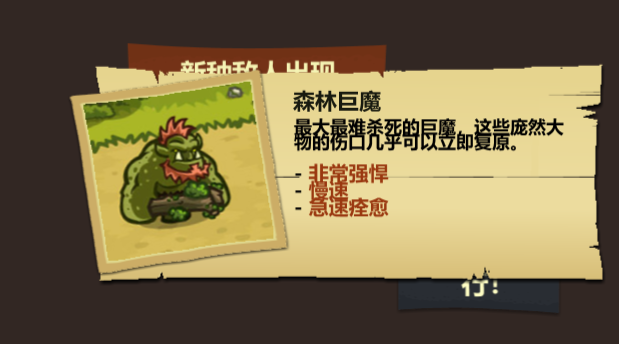 新种敌人出现
森林巨魔
最大最难杀死的巨魔，这些庞然大
物的伤口几乎可以立即复原。
- 非常强悍
- 慢速
- 急速痊愈
行！